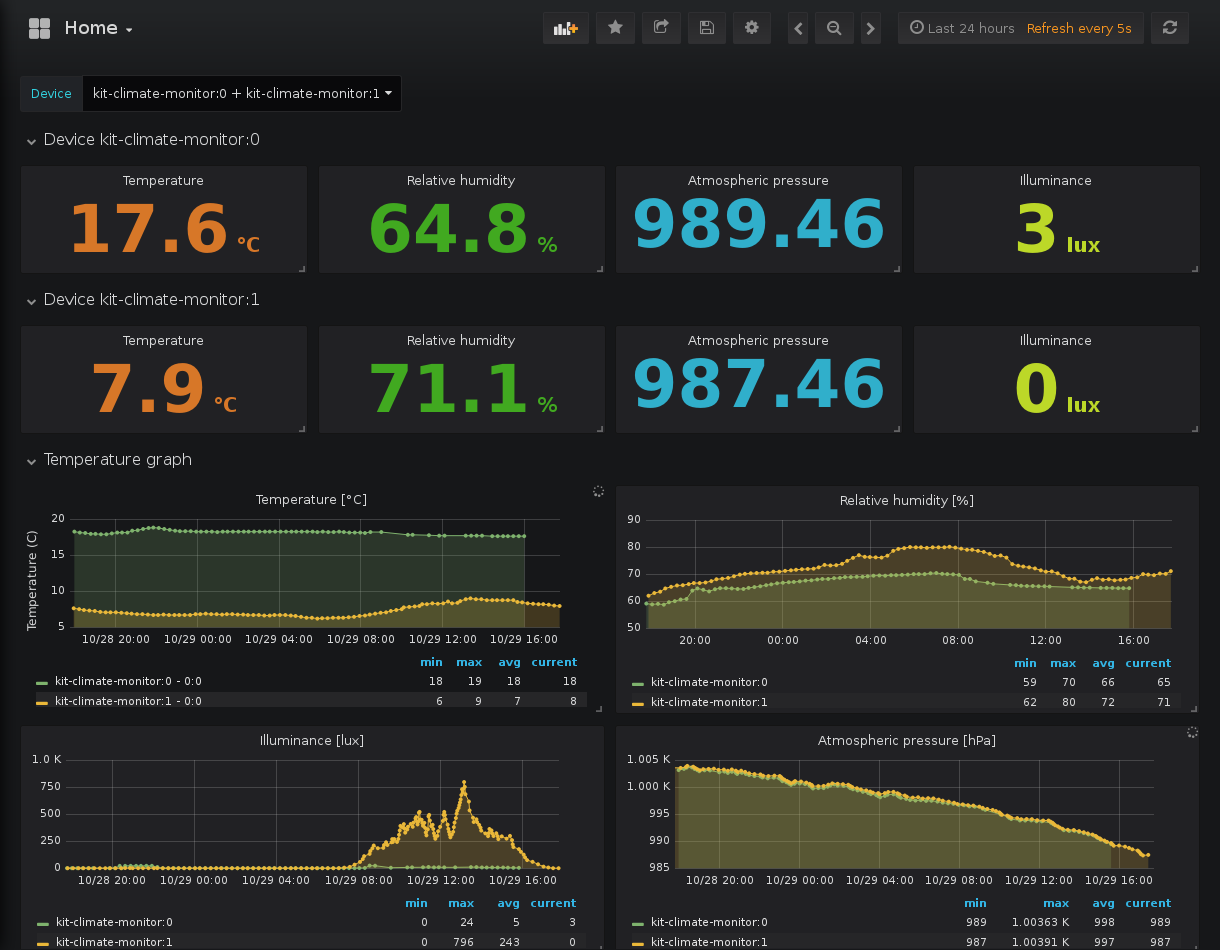 Home
Last 24 hours Refresh every 5s
Device kit-climate-monitor:0 + kit-climate-monitor:1
Device kit-climate-monitor:0
Temperature Relative humidity Atmospheric pressure Illuminance
17.6 °C 64.8 % 989.46 3 lux
Device kit-climate-monitor:1
Temperature Relative humidity Atmospheric pressure Illuminance
7.9 °C 71.1 % 987.46 0 lux
Temperature graph
Temperature [°C]
Temperature (C)
20
15
10
5
10/28 20:00 10/29 00:00 10/29 04:00 10/29 08:00 10/29 12:00 10/29 16:00
min max avg current
kit-climate-monitor:0 - 0:0 18 19 18 18
kit-climate-monitor:1 - 0:0 6 9 7 8
Relative humidity [%]
90
80
70
60
50
20:00 00:00 04:00 08:00 12:00 16:00
min max avg current
kit-climate-monitor:0 59 70 66 65
kit-climate-monitor:1 62 80 72 71
Illuminance [lux]
1.0 K
750
500
250
0
10/28 20:00 10/29 00:00 10/29 04:00 10/29 08:00 10/29 12:00 10/29 16:00
min max avg current
kit-climate-monitor:0 0 24 5 3
kit-climate-monitor:1 0 796 243 0
Atmospheric pressure [hPa]
1.005 K
1.000 K
995
990
985
10/28 20:00 10/29 00:00 10/29 04:00 10/29 08:00 10/29 12:00 10/29 16:00
min max avg current
kit-climate-monitor:0 989 1.00363 K 998 989
kit-climate-monitor:1 987 1.00391 K 997 987